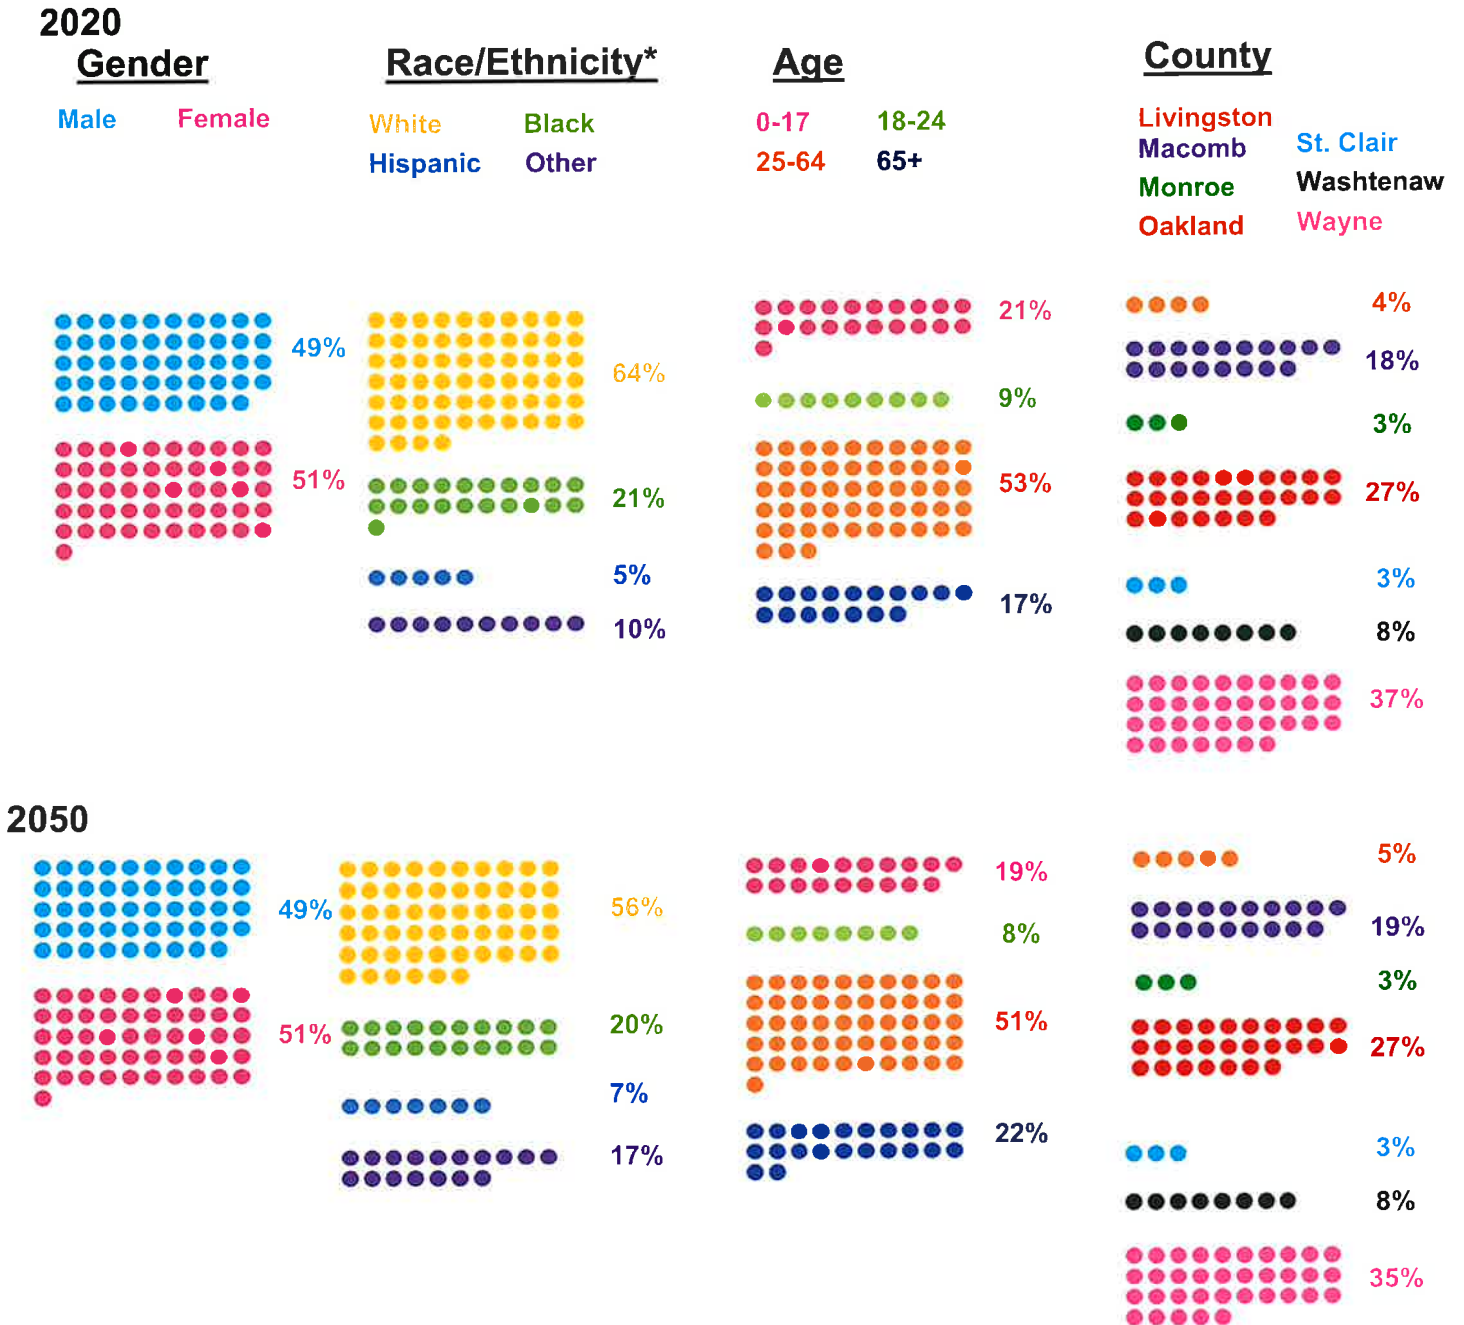 2020
Gender
Race/Ethnicity*
Age
County
Male Female
White Black
Hispanic Other
0-17 18-24
25-64 65+
Livingston
Macomb
Monroe
Oakland
St. Clair
Washtenaw
Wayne
49%
51%
64%
21%
5%
10%
21%
9%
53%
17%
4%
18%
3%
27%
3%
8%
37%
2050
49%
51%
56%
20%
7%
17%
19%
8%
51%
22%
5%
19%
3%
27%
3%
8%
35%